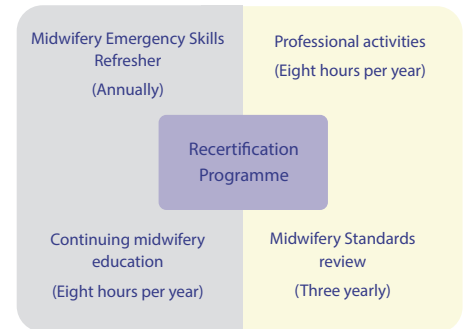 Midwifery Emergency Skills
Refresher
(Annually)
Professional activities
(Eight hours per year)
Recertification
Programme
Continuing midwifery
education
(Eight hours per year)
Midwifery Standards
review
(Three yearly)